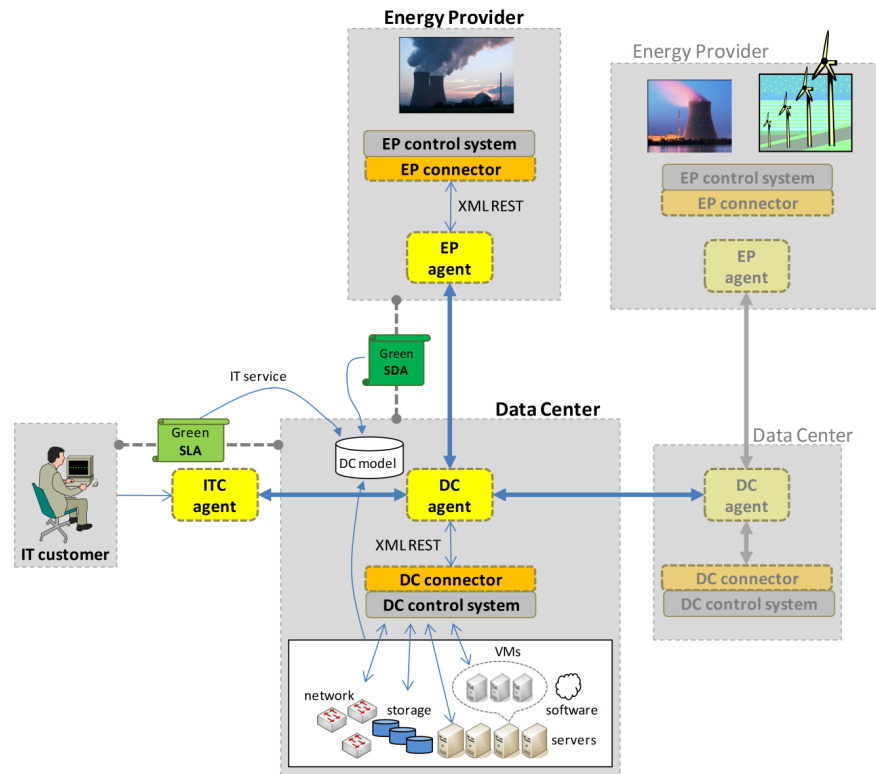 Energy Provider
EP control system
EP connector
XML REST
EP
agent
Energy Provider
EP control system
EP connector
EP
agent
Green
SDA
IT service
Green
SLA
Data Center
DC model
IT customer
ITC
agent
DC
agent
XML REST
DC connector
DC control system
VMs
network
storage
software
servers
Data Center
DC
agent
DC connector
DC control system